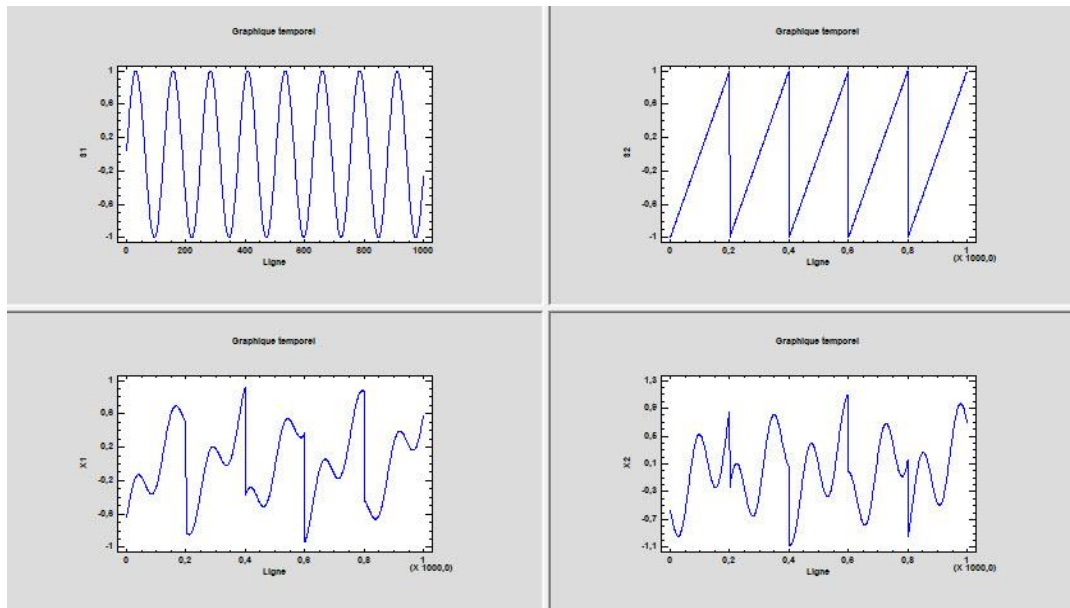 Graphique temporel
1
0,6
0,2
-0,2
-0,6
-1
S1
0 200 400 600 800 1000
Ligne
Graphique temporel
1
0,6
0,2
-0,2
-0,6
-1
S2
0 0,2 0,4 0,6 0,8 1
(X 1000,0)
Ligne
Graphique temporel
1
0,6
0,2
-0,2
-0,6
-1
X1
0 0,2 0,4 0,6 0,8 1
(X 1000,0)
Ligne
Graphique temporel
1,3
0,9
0,5
0,1
-0,3
-0,7
-1,1
X2
0 0,2 0,4 0,6 0,8 1
(X 1000,0)
Ligne